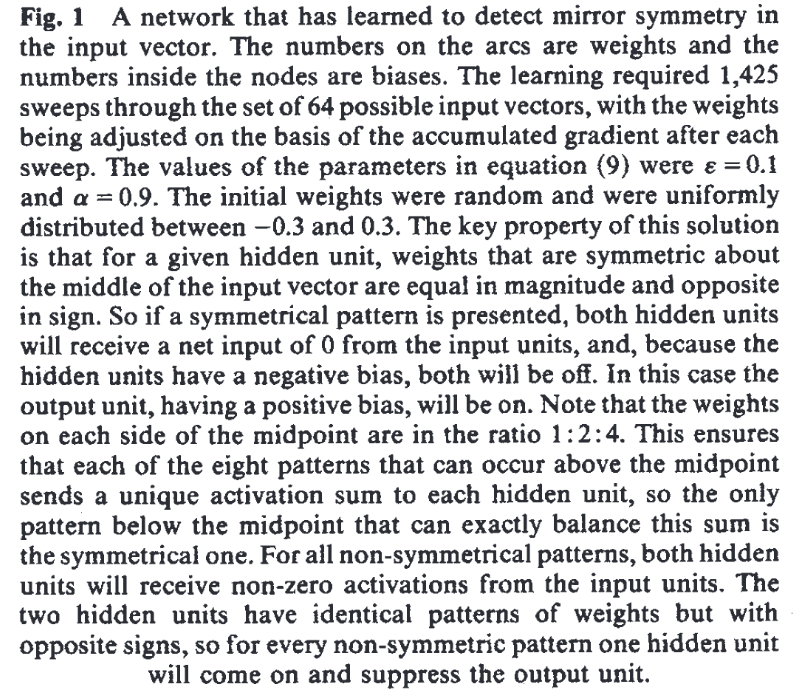 Fig. 1 A network that has learned to detect mirror symmetry in
the input vector. The numbers on the arcs are weights and the
numbers inside the nodes are biases. The learning required 1,425
sweeps through the set of 64 possible input vectors, with the weights
being adjusted on the basis of the accumulated gradient after each
sweep. The values of the parameters in equation (9) were ε = 0.1
and α = 0.9. The initial weights were random and were uniformly
distributed between −0.3 and 0.3. The key property of this solution
is that for a given hidden unit, weights that are symmetric about
the middle of the input vector are equal in magnitude and opposite
in sign. So if a symmetrical pattern is presented, both hidden units
will receive a net input of 0 from the input units, and, because the
hidden units have a negative bias, both will be off. In this case the
output unit, having a positive bias, will be on. Note that the weights
on each side of the midpoint are in the ratio 1:2:4. This ensures
that each of the eight patterns that can occur above the midpoint
sends a unique activation sum to each hidden unit, so the only
pattern below the midpoint that can exactly balance this sum is
the symmetrical one. For all non-symmetrical patterns, both hidden
units will receive non-zero activations from the input units. The
two hidden units have identical patterns of weights but with
opposite signs, so for every non-symmetric pattern one hidden unit
will come on and suppress the output unit.